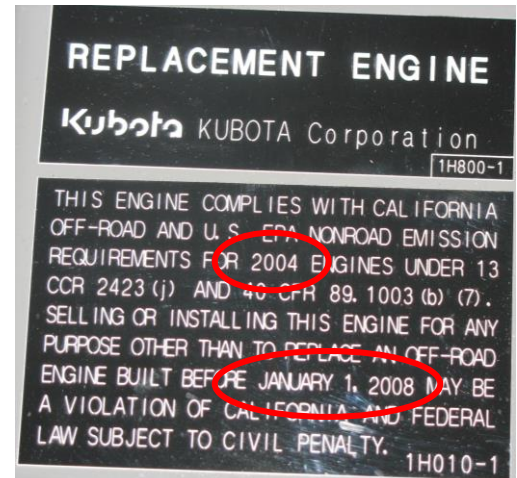 REPLACEMENT ENGINE
Kubota KUBOTA Corporation
1H800-1
THIS ENGINE COMPLIES WITH CALIFORNIA
OFF-ROAD AND U.S. EPA NONROAD EMISSION
REQUIREMENTS FOR 2004 ENGINES UNDER 13
CCR 2423(j) AND 40 CFR 89.1003(b)(7).
SELLING OR INSTALLING THIS ENGINE FOR ANY
PURPOSE OTHER THAN TO REPLACE AN OFF-ROAD
ENGINE BUILT BEFORE JANUARY 1, 2008 MAY BE
A VIOLATION OF CALIFORNIA AND FEDERAL
LAW SUBJECT TO CIVIL PENALTY.
1H010-1